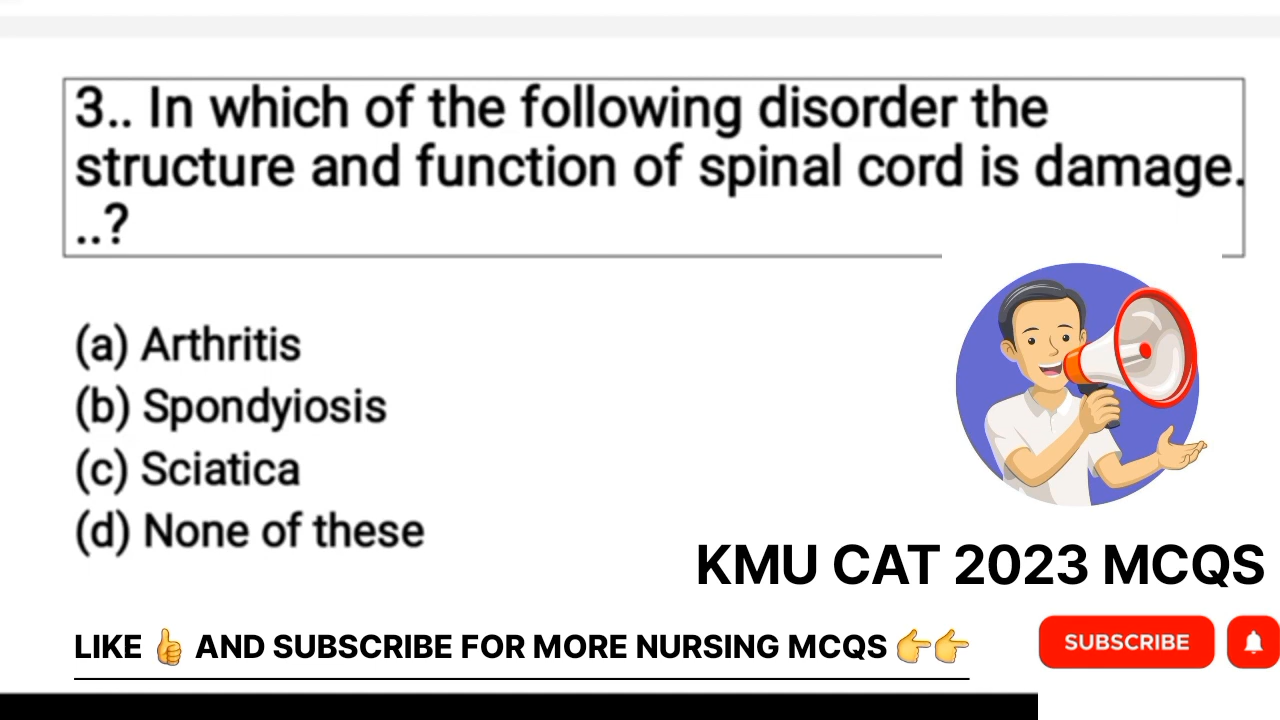 3.. In which of the following disorder the
structure and function of spinal cord is damage.
..?
(a) Arthritis
(b) Spondyiosis
(c) Sciatica
(d) None of these
KMU CAT 2023 MCQS
LIKE 👍 AND SUBSCRIBE FOR MORE NURSING MCQS 👉👉
SUBSCRIBE